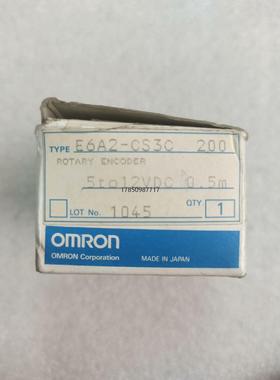 TYPE E6A2-CS3C 200
ROTARY ENCODER
5to12VDC 0.5m
17850987717
LOT No. 1045 QTY 1
OMRON
OMRON Corporation MADE IN JAPAN